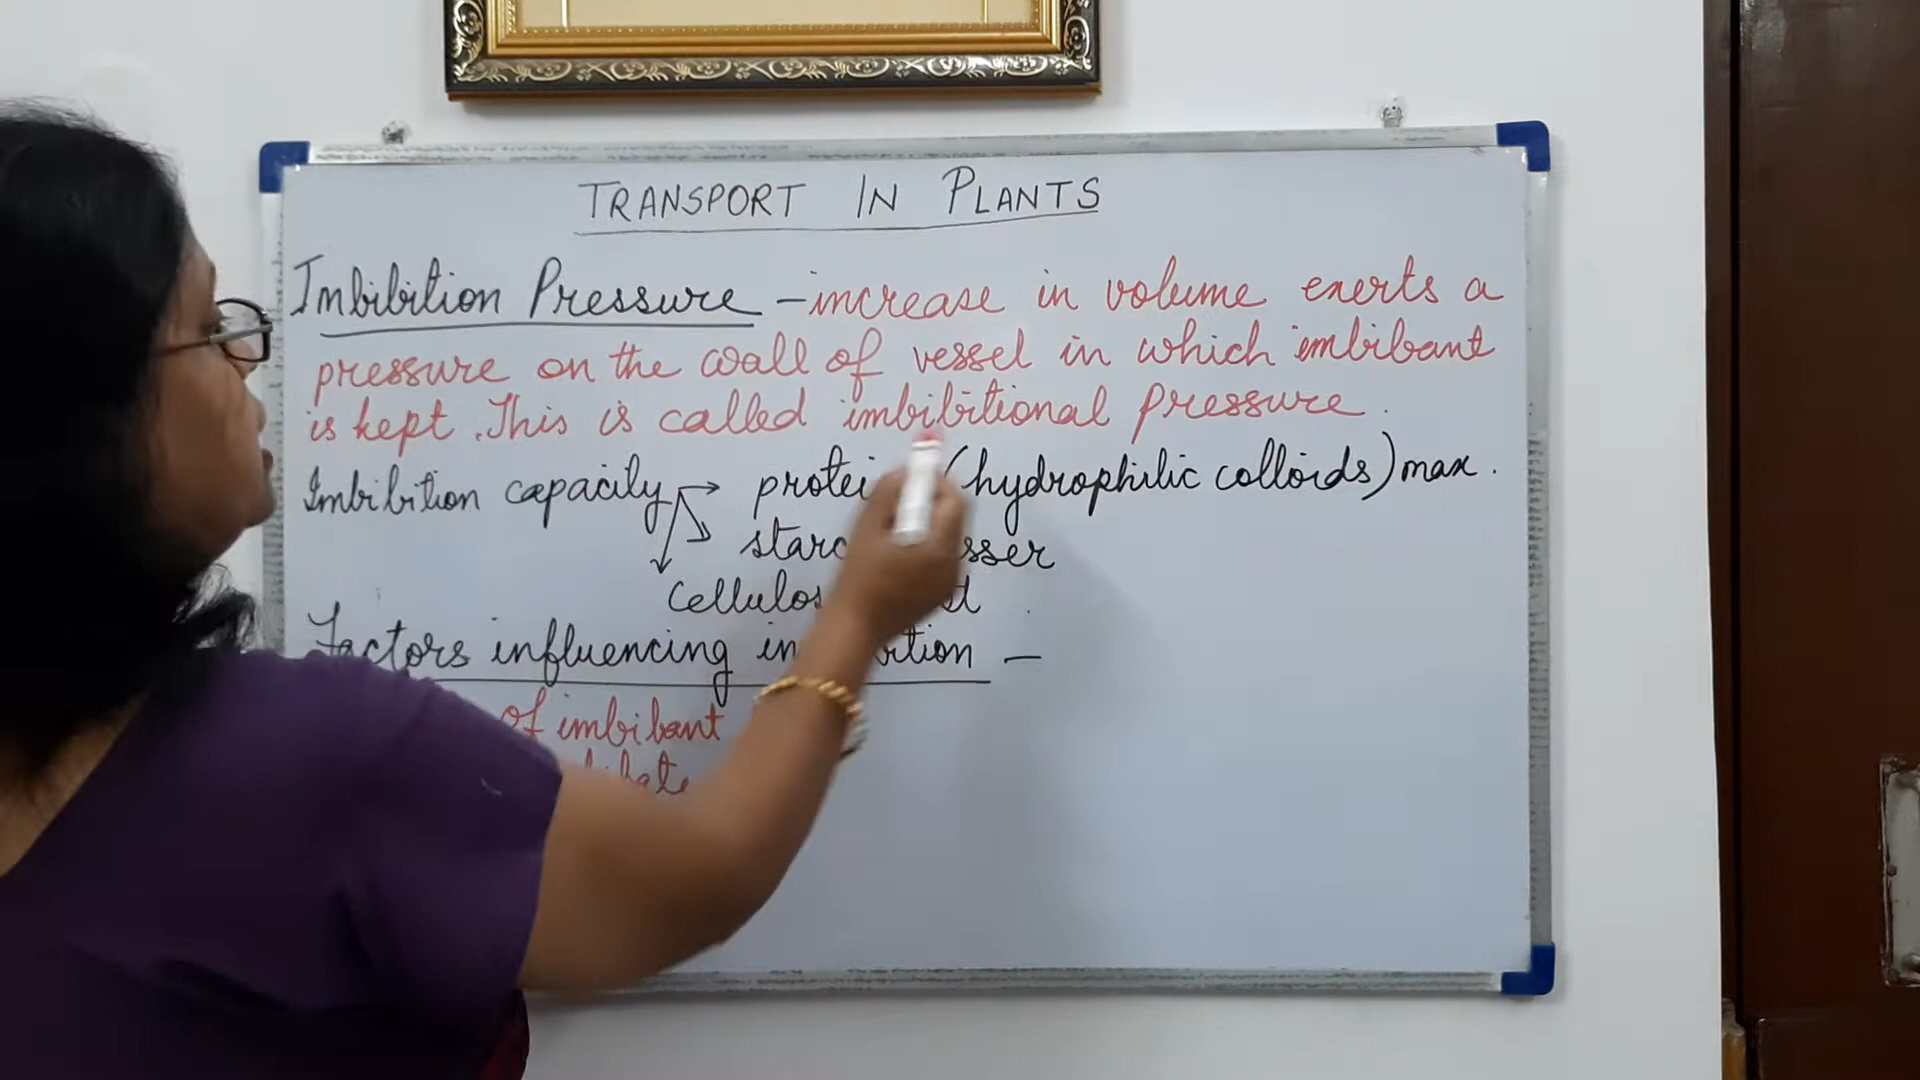 TRANSPORT IN PLANTS
Imbibition Pressure - increase in volume exerts a
pressure on the wall of vessel in which imbibant
is kept. This is called imbibitional pressure.
Imbibition capacity → (hydrophilic colloids) max.
Factors influencing —
of imbibant